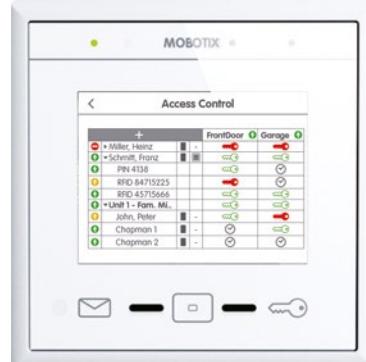 MOBOTIX
Access Control
FrontDoor Garage
Miller, Heinz
Schmitt, Franz
PIN 4138
RFID 84715225
RFID 45715666
Unit 1 - Fam. Mi..
John, Peter
Chapman 1
Chapman 2